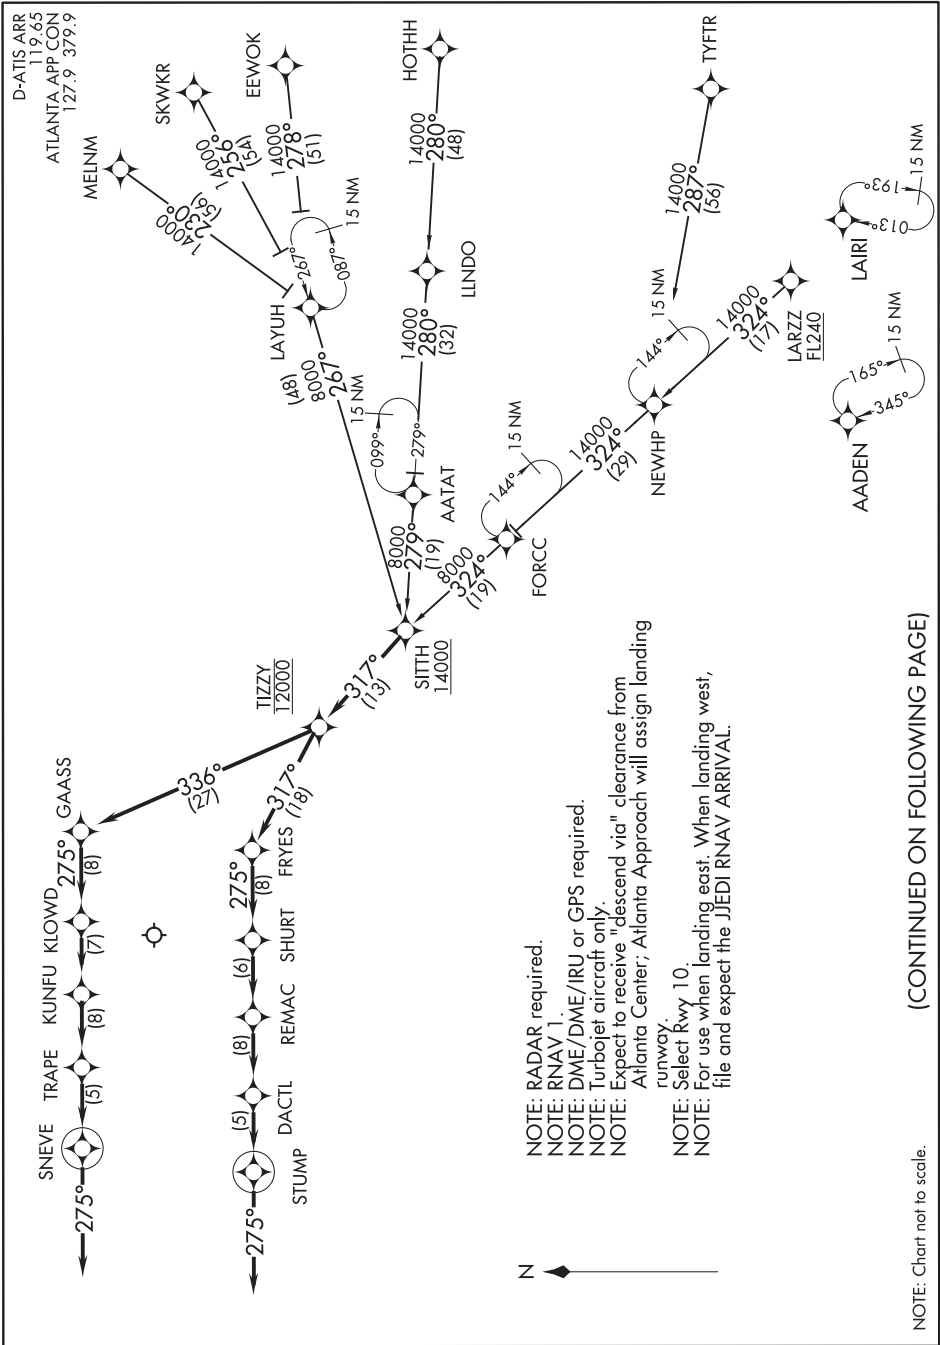 D-ATIS ARR
119.65
ATLANTA APP CON
127.9 379.9
MELNM
14000
230°
(56)
SKWKR
14000
256°
(54)
EEWOK
14000
278°
(51)
HOTHH
14000
280°
(48)
TYFTR
14000
287°
(56)
LAYUH
267°
087°
15 NM
8000
267°
(48)
LLNDO
14000
280°
(32)
AATAT
099°
279°
15 NM
8000
279°
(19)
LARZZ
FL240
14000
324°
(17)
NEWHP
144°
15 NM
14000
324°
(29)
FORCC
144°
15 NM
8000
324°
(19)
LAIRI
193°
013°
15 NM
AADEN
165°
345°
15 NM
SITTH
14000
317°
(13)
TIZZY
12000
336°
(27)
317°
(18)
GAASS
275°
(8)
KLOWD
(7)
KUNFU
(8)
TRAPE
(5)
SNEVE
275°
FRYES
275°
(8)
SHURT
(6)
REMAC
(8)
DACTL
(5)
STUMP
275°
N
NOTE: RADAR required.
NOTE: RNAV 1.
NOTE: DME/DME/IRU or GPS required.
NOTE: Turbojet aircraft only.
NOTE: Expect to receive "descend via" clearance from
Atlanta Center; Atlanta Approach will assign landing
runway.
NOTE: Select Rwy 10.
NOTE: For use when landing east. When landing west,
file and expect the JJEDI RNAV ARRIVAL.
(CONTINUED ON FOLLOWING PAGE)
NOTE: Chart not to scale.